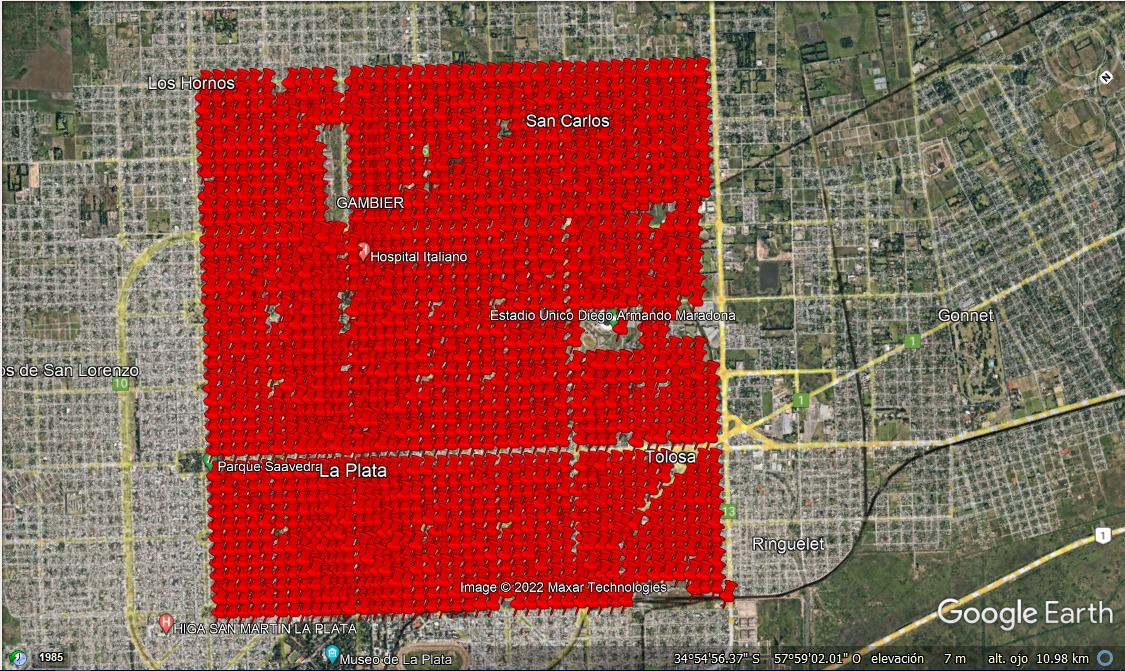 Los Hornos
San Carlos
GAMBIER
Hospital Italiano
Estadio Unico Diego Armando Maradona
Gonnet
1
os de San Lorenzo
10
1
Parque Saavedra
La Plata
Tolosa
13
1
Ringuelet
Image © 2022 Maxar Technologies
Google Earth
H
HIGA SAN MARTIN LA PLATA
Museo de La Plata
1985
34°54'56.37" S 57°59'02.01" O elevación 7 m alt. ojo 10.98 km
N